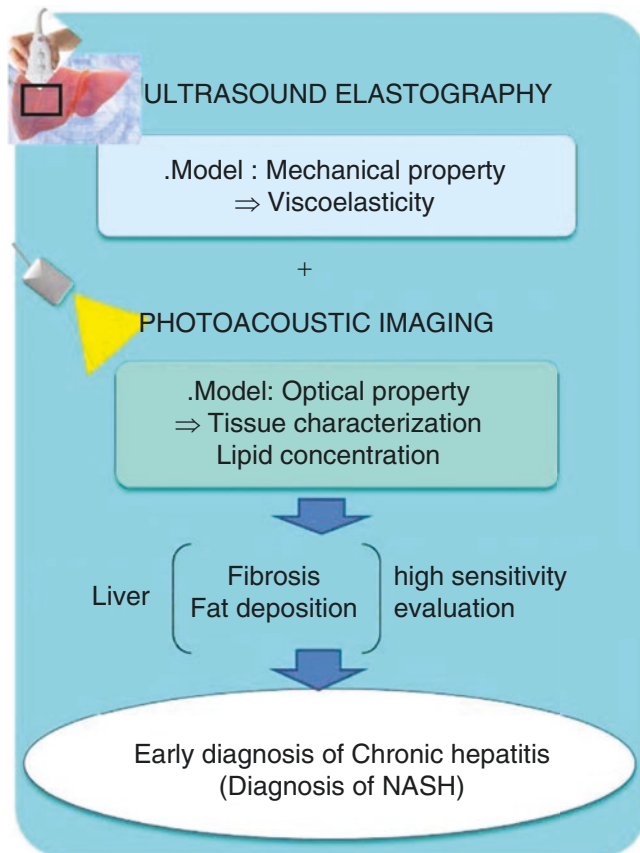 ULTRASOUND ELASTOGRAPHY
.Model : Mechanical property
⇒ Viscoelasticity
+
PHOTOACOUSTIC IMAGING
.Model: Optical property
⇒ Tissue characterization
Lipid concentration
Liver
Fibrosis
Fat deposition
high sensitivity
evaluation
Early diagnosis of Chronic hepatitis
(Diagnosis of NASH)